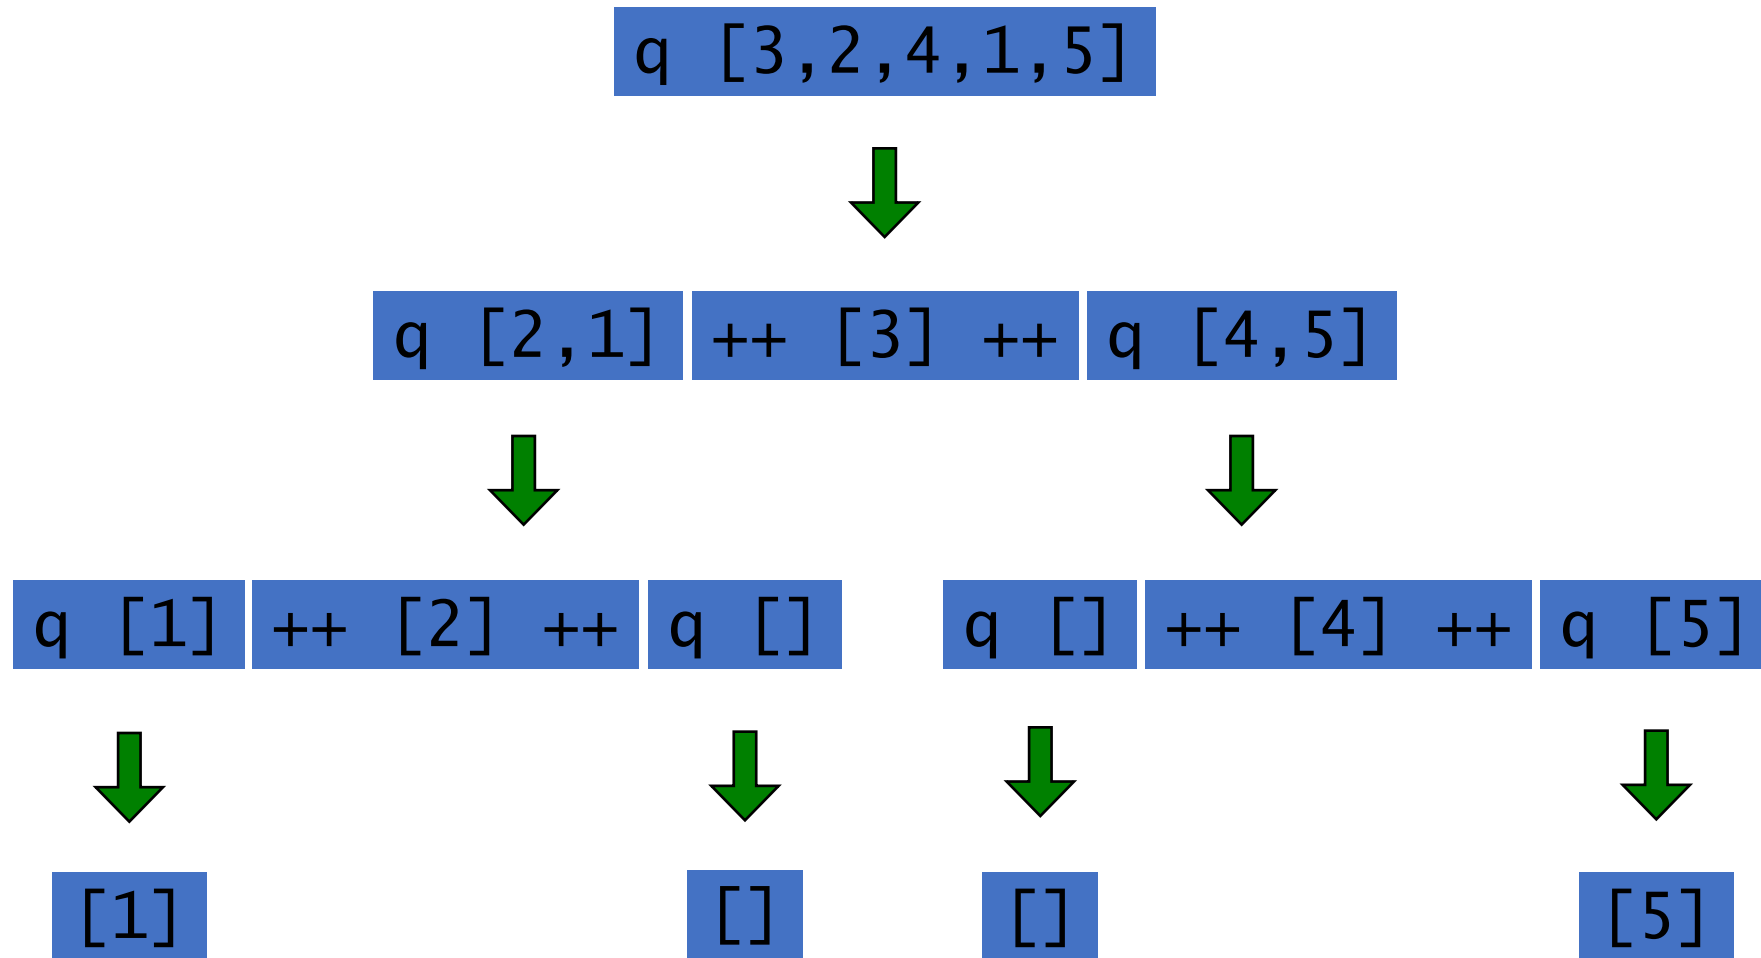 q [3,2,4,1,5]
q [2,1] ++ [3] ++ q [4,5]
q [1] ++ [2] ++ q [] q [] ++ [4] ++ q [5]
[1] [] [] [5]